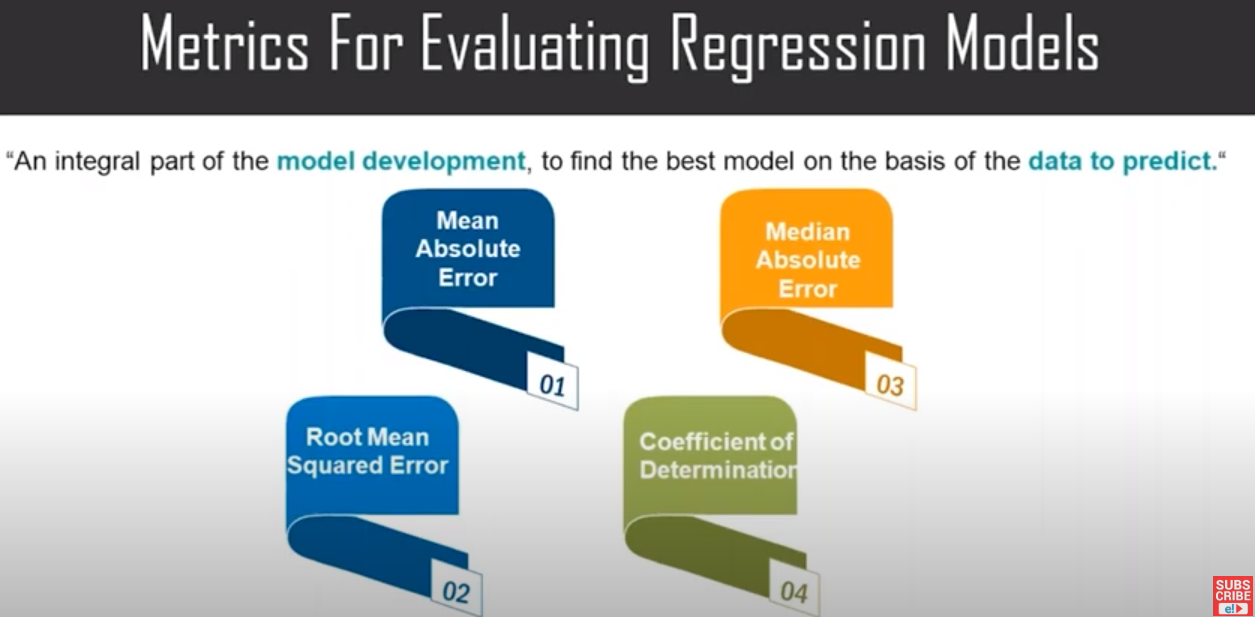 Metrics For Evaluating Regression Models
“An integral part of the model development, to find the best model on the basis of the data to predict.“
Mean
Absolute
Error
01
Root Mean
Squared Error
02
Median
Absolute
Error
03
Coefficient of
Determination
04
SUBS
CRIBE
e!